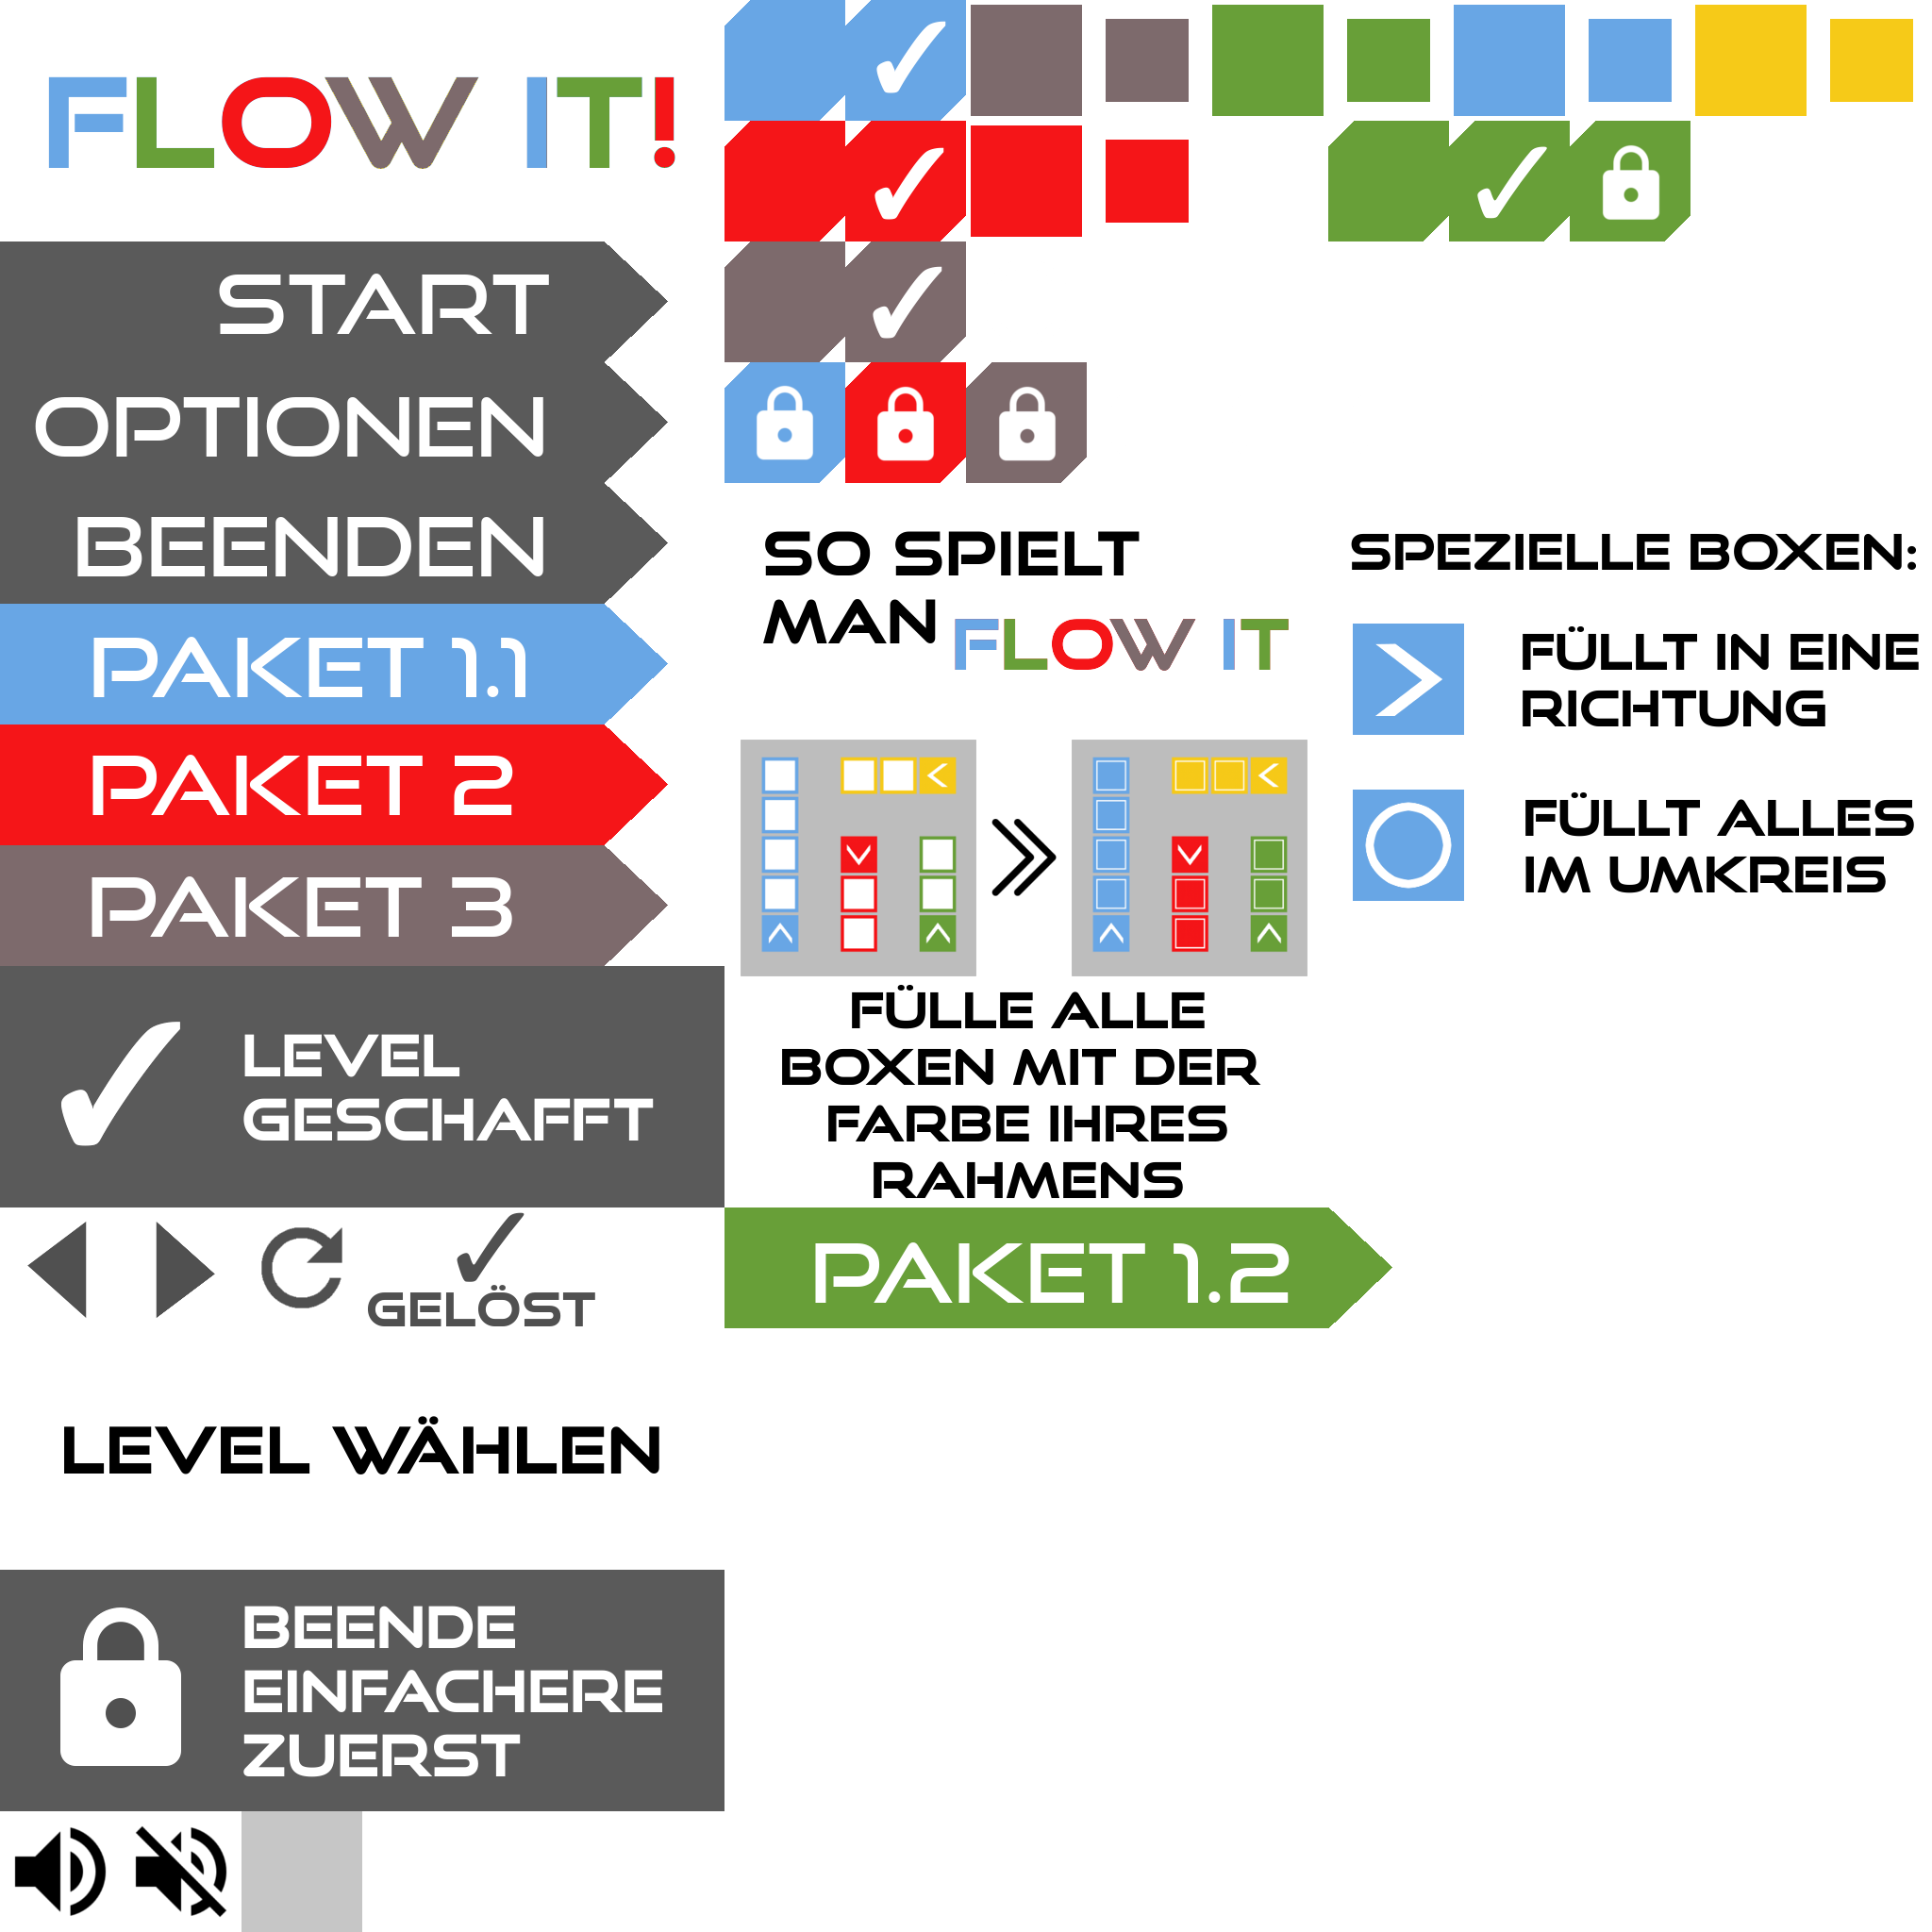 FLOW IT!
START
OPTIONEN
BEENDEN
PAKET 1.1
PAKET 2
PAKET 3
LEVEL
GESCHAFFT
GELÖST
LEVEL WÄHLEN
BEENDE
EINFACHERE
ZUERST
SO SPIELT
MAN FLOW IT
FÜLLE ALLE
BOXEN MIT DER
FARBE IHRES
RAHMENS
PAKET 1.2
SPEZIELLE BOXEN:
FÜLLT IN EINE
RICHTUNG
FÜLLT ALLES
IM UMKREIS